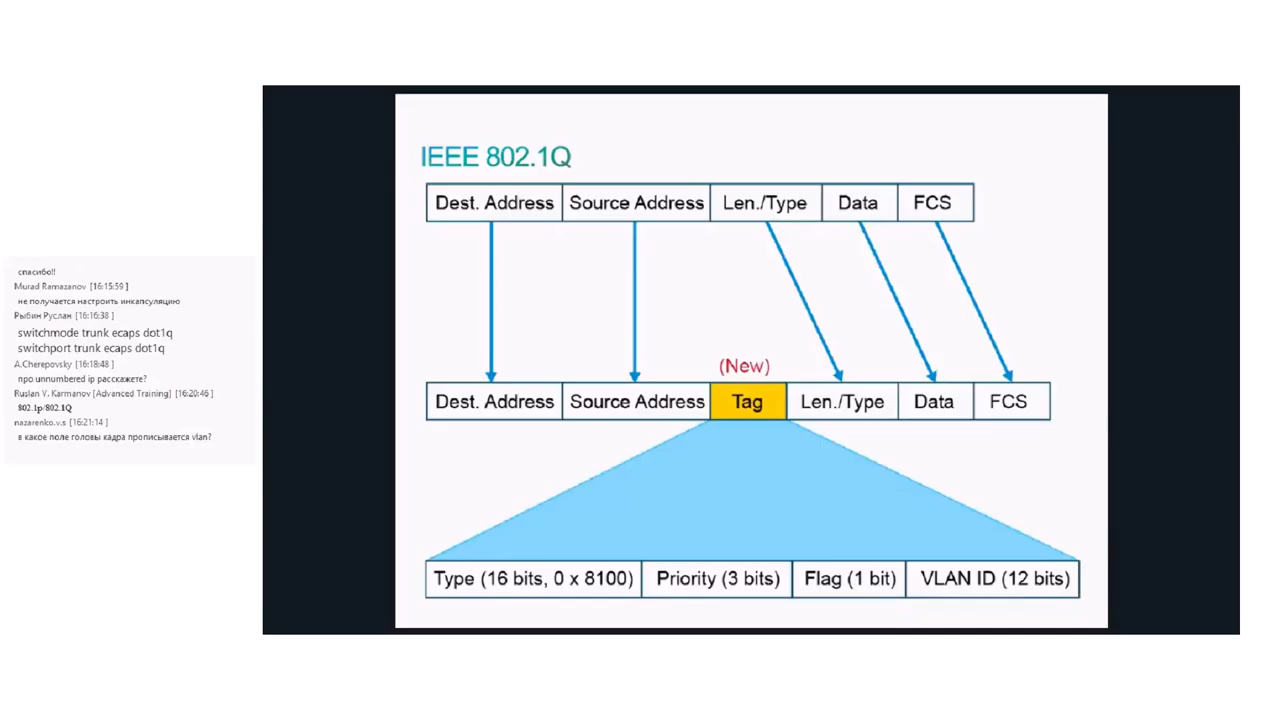 спасибо!!
Murad Ramazanov [16:15:59 ]
не получается настроить инкапсуляцию
Рыбин Руслан [16:16:38 ]
switchmode trunk ecaps dot1q
switchport trunk ecaps dot1q
A.Cherepovsky [16:18:48 ]
про unnumbered ip расскажете?
Ruslan V. Karmanov [Advanced Training] [16:20:46 ]
802.1p/802.1Q
nazarenko.v.s [16:21:14 ]
в какое поле головы кадра прописывается vlan?
IEEE 802.1Q
Dest. Address Source Address Len./Type Data FCS
(New)
Dest. Address Source Address Tag Len./Type Data FCS
Type (16 bits, 0 x 8100) Priority (3 bits) Flag (1 bit) VLAN ID (12 bits)